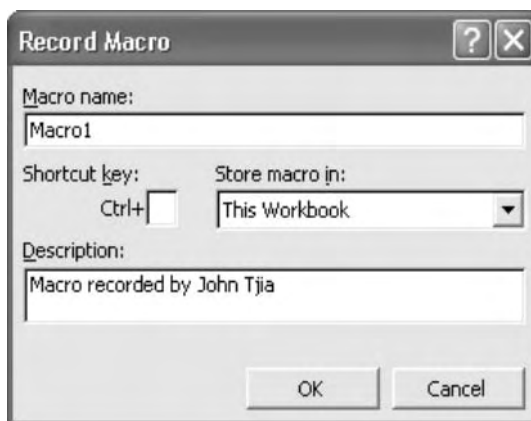 Record Macro
Macro name:
Macro1
Shortcut key: Store macro in:
Ctrl+ This Workbook
Description:
Macro recorded by John Tjia
OK Cancel